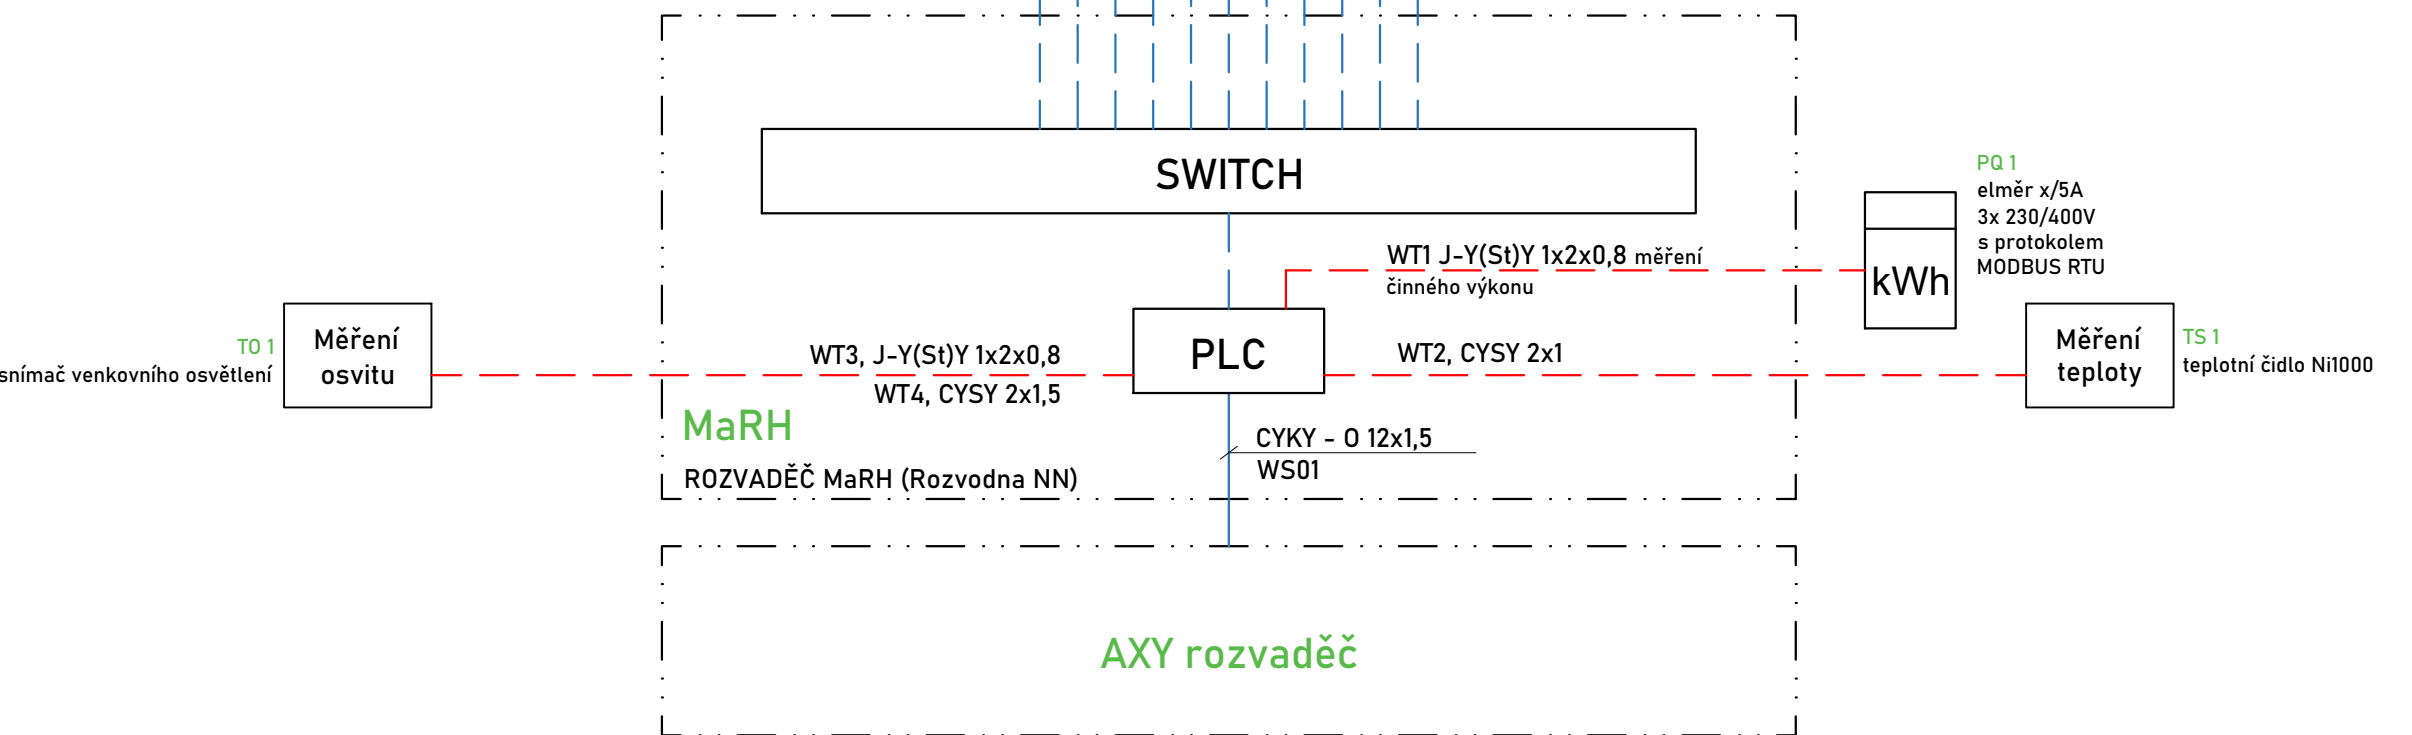 SWITCH
PQ 1
elměr x/5A
3x 230/400V
s protokolem
MODBUS RTU
kWh
WT1 J-Y(St)Y 1x2x0,8 měření
činného výkonu
TO 1
snímač venkovního osvětlení
Měření
osvitu
WT3, J-Y(St)Y 1x2x0,8
WT4, CYSY 2x1,5
PLC
WT2, CYSY 2x1
Měření
teploty
TS 1
teplotní čidlo Ni1000
MaRH
ROZVADĚČ MaRH (Rozvodna NN)
CYKY - O 12x1,5
WS01
AXY rozvaděč